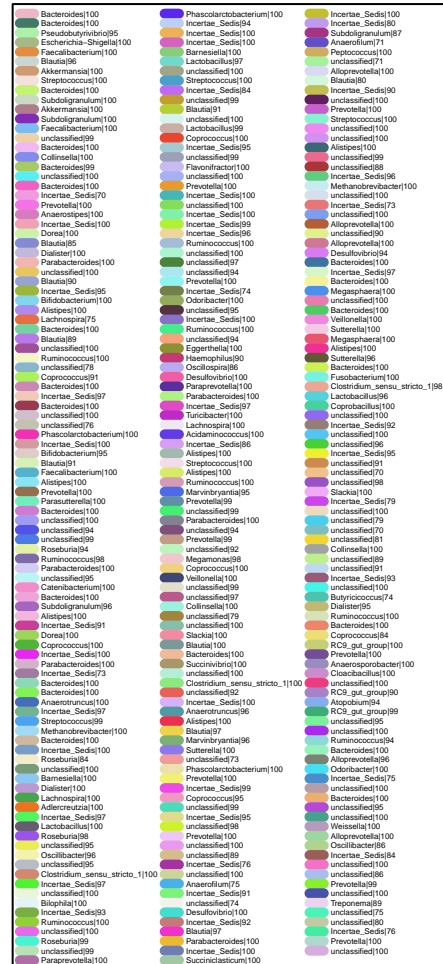 Bacteroides|100
Bacteroides|100
Pseudobutyrivibrio|95
Escherichia-Shigella|100
Faecalibacterium|100
Blautia|96
Akkermansia|100
Streptococcus|100
Bacteroides|100
Subdoligranulum|100
Akkermansia|100
Subdoligranulum|100
Faecalibacterium|100
unclassified|99
Bacteroides|100
Collinsella|100
Bacteroides|99
unclassified|100
Bacteroides|100
Incertae_Sedis|70
Prevotella|100
Anaerostipes|100
Incertae_Sedis|100
Dorea|100
Blautia|85
Dialister|100
Parabacteroides|100
unclassified|100
Blautia|90
Incertae_Sedis|95
Bifidobacterium|100
Alistipes|100
Lachnospira|75
Bacteroides|100
Blautia|89
unclassified|100
Ruminococcus|100
unclassified|78
Coprococcus|91
Bacteroides|100
Incertae_Sedis|97
Bacteroides|100
unclassified|100
unclassified|76
Phascolarctobacterium|100
Incertae_Sedis|100
Bifidobacterium|95
Blautia|91
Faecalibacterium|100
Alistipes|100
Prevotella|100
Parasutterella|100
Bacteroides|100
unclassified|100
unclassified|94
unclassified|99
Roseburia|94
Ruminococcus|98
Parabacteroides|100
unclassified|95
Catenibacterium|100
Bacteroides|100
Subdoligranulum|96
Alistipes|100
Incertae_Sedis|91
Dorea|100
Coprococcus|100
Incertae_Sedis|100
Parabacteroides|100
Incertae_Sedis|73
Bacteroides|100
Bacteroides|100
Anaerotruncus|100
Incertae_Sedis|97
Streptococcus|99
Methanobrevibacter|100
Bacteroides|100
Incertae_Sedis|100
Roseburia|84
unclassified|100
Barnesiella|100
Dialister|100
Lachnospira|100
Adlercreutzia|100
Incertae_Sedis|97
Lactobacillus|100
Roseburia|98
unclassified|95
Oscillibacter|96
unclassified|95
Clostridium_sensu_stricto_1|100
Incertae_Sedis|97
unclassified|100
Bilophila|100
Incertae_Sedis|93
Ruminococcus|100
unclassified|100
Roseburia|99
unclassified|99
Paraprevotella|100
Phascolarctobacterium|100
Incertae_Sedis|94
Incertae_Sedis|100
Incertae_Sedis|100
Barnesiella|100
Lactobacillus|97
unclassified|100
Streptococcus|100
Incertae_Sedis|84
unclassified|99
Blautia|91
unclassified|100
Lactobacillus|99
Coprococcus|100
Incertae_Sedis|95
unclassified|99
Flavonifractor|100
unclassified|100
Prevotella|100
Incertae_Sedis|100
unclassified|100
Incertae_Sedis|100
Incertae_Sedis|99
Incertae_Sedis|96
Ruminococcus|100
unclassified|100
unclassified|97
unclassified|94
Prevotella|100
Incertae_Sedis|74
Odoribacter|100
unclassified|95
Incertae_Sedis|100
Ruminococcus|100
unclassified|94
Eggerthella|100
Haemophilus|90
Oscillospira|86
Desulfovibrio|100
Paraprevotella|100
Parabacteroides|100
Incertae_Sedis|97
Turicibacter|100
Lachnospira|100
Acidaminococcus|100
Incertae_Sedis|86
Alistipes|100
Streptococcus|100
Alistipes|100
Ruminococcus|100
Marvinbryantia|95
Prevotella|99
unclassified|99
Parabacteroides|100
unclassified|94
Prevotella|99
unclassified|92
Megamonas|98
Coprococcus|100
Veillonella|100
unclassified|99
unclassified|97
Collinsella|100
unclassified|79
unclassified|100
Slackia|100
Blautia|100
Bacteroides|100
Succinivibrio|100
unclassified|100
Clostridium_sensu_stricto_1|100
unclassified|92
Incertae_Sedis|100
Anaerotruncus|96
Alistipes|100
Blautia|97
Marvinbryantia|96
Sutterella|100
unclassified|73
Phascolarctobacterium|100
Prevotella|100
Incertae_Sedis|99
Coprococcus|95
unclassified|99
Incertae_Sedis|95
unclassified|98
Prevotella|100
unclassified|100
unclassified|89
Incertae_Sedis|76
unclassified|100
Anaerofilum|75
Incertae_Sedis|91
unclassified|74
Desulfovibrio|100
Incertae_Sedis|92
Blautia|97
Parabacteroides|100
Incertae_Sedis|100
Succiniclasticum|100
Incertae_Sedis|100
Incertae_Sedis|80
Subdoligranulum|87
Anaerofilum|71
Peptococcus|100
unclassified|71
Alloprevotella|100
Blautia|80
Incertae_Sedis|90
unclassified|100
Prevotella|100
Streptococcus|100
unclassified|100
unclassified|100
Alistipes|100
unclassified|99
unclassified|88
Incertae_Sedis|96
Methanobrevibacter|100
unclassified|100
Incertae_Sedis|73
unclassified|100
Alloprevotella|100
unclassified|90
Alloprevotella|100
Desulfovibrio|94
Bacteroides|100
Incertae_Sedis|97
Bacteroides|100
Megasphaera|100
unclassified|100
Bacteroides|100
Veillonella|100
Sutterella|100
Megasphaera|100
Alistipes|100
Sutterella|96
Bacteroides|100
Fusobacterium|100
Clostridium_sensu_stricto_1|98
Lactobacillus|96
Coprobacillus|100
unclassified|100
Incertae_Sedis|92
unclassified|100
unclassified|96
Incertae_Sedis|95
unclassified|91
unclassified|70
unclassified|98
Slackia|100
Incertae_Sedis|79
unclassified|100
unclassified|79
unclassified|70
unclassified|81
Collinsella|100
unclassified|89
unclassified|91
Incertae_Sedis|93
unclassified|100
Butyricicoccus|74
Dialister|95
Ruminococcus|100
Bacteroides|100
Coprococcus|84
RC9_gut_group|100
Prevotella|100
Anaerosporobacter|100
Cloacibacillus|100
unclassified|100
RC9_gut_group|90
Atopobium|94
RC9_gut_group|99
unclassified|95
unclassified|100
Ruminococcus|94
Bacteroides|100
Alloprevotella|96
Odoribacter|100
Incertae_Sedis|75
unclassified|100
Bacteroides|100
unclassified|95
unclassified|100
Weissella|100
Alloprevotella|100
Oscillibacter|86
Incertae_Sedis|84
unclassified|100
unclassified|86
Prevotella|99
unclassified|100
Treponema|89
unclassified|75
unclassified|80
Incertae_Sedis|76
Prevotella|100
unclassified|100